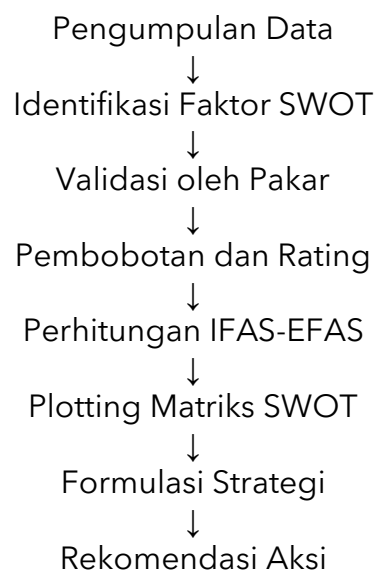 Pengumpulan Data
↓
Identifikasi Faktor SWOT
↓
Validasi oleh Pakar
↓
Pembobotan dan Rating
↓
Perhitungan IFAS-EFAS
↓
Plotting Matriks SWOT
↓
Formulasi Strategi
↓
Rekomendasi Aksi